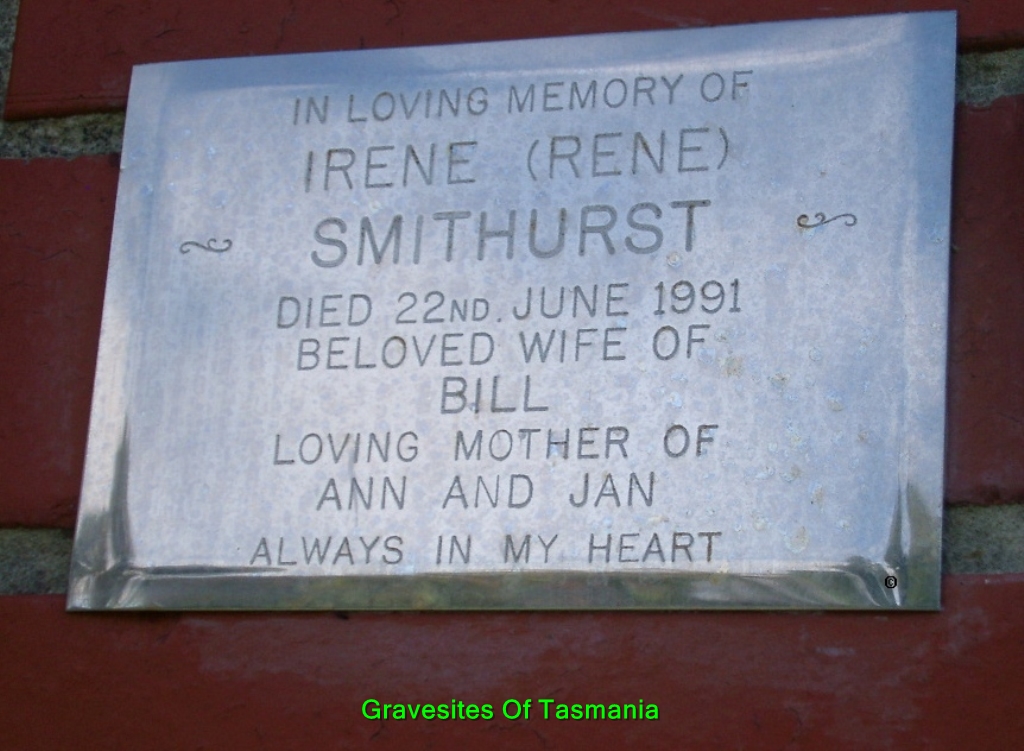 IN LOVING MEMORY OF
IRENE (RENE)
SMITHURST
DIED 22ND. JUNE 1991
BELOVED WIFE OF
BILL
LOVING MOTHER OF
ANN AND JAN
ALWAYS IN MY HEART
©
Gravesites Of Tasmania